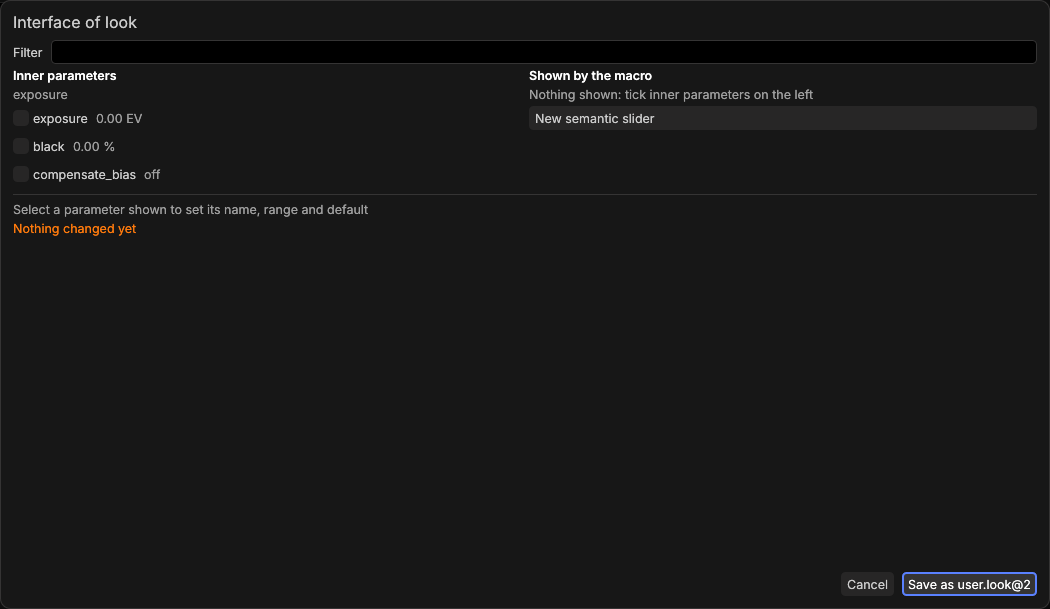 Interface of look
Filter
Inner parameters
exposure
exposure 0.00 EV
black 0.00 %
compensate_bias off
Shown by the macro
Nothing shown: tick inner parameters on the left
New semantic slider
Select a parameter shown to set its name, range and default
Nothing changed yet
Cancel
Save as user.look@2